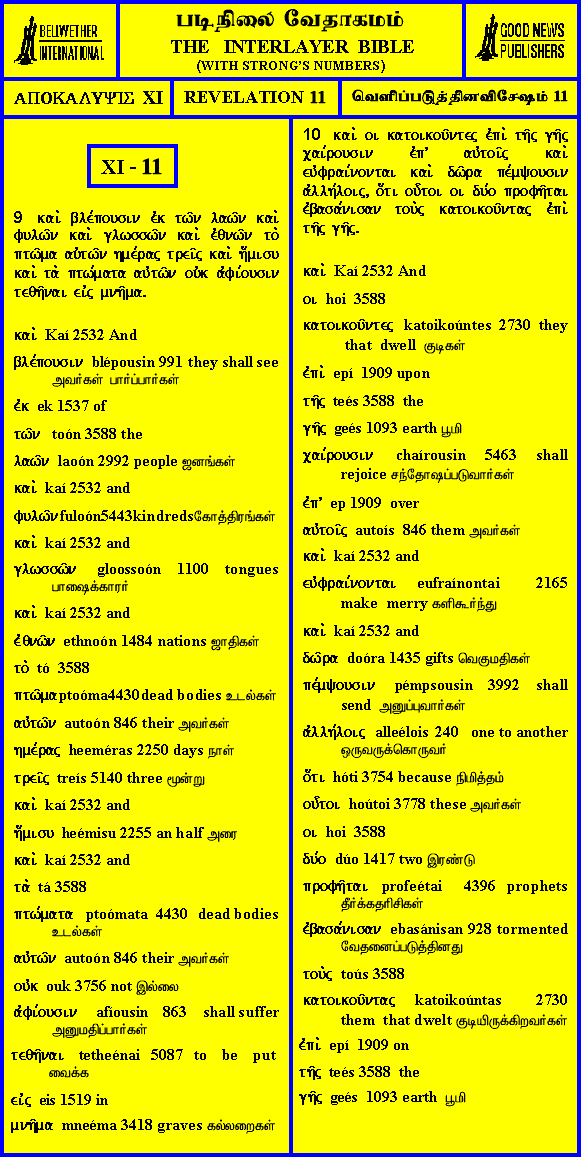 BELLWETHER
INTERNATIONAL
படிநிலை வேதாகமம்
THE INTERLAYER BIBLE
(WITH STRONG'S NUMBERS)
GOOD NEWS
PUBLISHERS
ΑΠΟΚΑΛΥΨΙΣ XI
REVELATION 11
வெளிப்படுத்தினவிசேஷம் 11
XI - 11
9 καὶ βλέπουσιν ἐκ τῶν λαῶν καὶ
φυλῶν καὶ γλωσσῶν καὶ ἐθνῶν τὸ
πτῶμα αὐτῶν ημέρας τρεῖς καὶ ἥμισυ
καὶ τὰ πτώματα αὐτῶν οὐκ ἀφίουσιν
τεθῆναι εἰς μνῆμα.
καὶ Kaí 2532 And
βλέπουσιν blépousin 991 they shall see
அவர்கள் பார்ப்பார்கள்
ἐκ ek 1537 of
τῶν toón 3588 the
λαῶν laoón 2992 people ஜனங்கள்
καὶ kaí 2532 and
φυλῶν fuloón5443kindredsகோத்திரங்கள்
καὶ kaí 2532 and
γλωσσῶν gloossoón 1100 tongues
பாஷைக்காரர்
καὶ kaí 2532 and
ἐθνῶν ethnoón 1484 nations ஜாதிகள்
τὸ tó 3588
πτῶμα ptoóma4430 dead bodies உடல்கள்
αὐτῶν autoón 846 their அவர்கள்
ημέρας heeméras 2250 days நாள்
τρεῖς treís 5140 three மூன்று
καὶ kaí 2532 and
ἥμισυ heémisu 2255 an half அரை
καὶ kaí 2532 and
τὰ tá 3588
πτώματα ptoómata 4430 dead bodies
உடல்கள்
αὐτῶν autoón 846 their அவர்கள்
οὐκ ouk 3756 not இல்லை
ἀφίουσιν afiousin 863 shall suffer
அனுமதிப்பார்கள்
τεθῆναι tetheénai 5087 to be put
வைக்க
εἰς eis 1519 in
μνῆμα mneéma 3418 graves கல்லறைகள்
10 καὶ οι κατοικοῦντες ἐπὶ τῆς γῆς
χαίρουσιν ἐπ' αὐτοῖς καὶ
εὐφραίνονται καὶ δῶρα πέμψουσιν
ἀλλήλοις, ὅτι οὗτοι οι δύο προφῆται
ἐβασάνισαν τοὺς κατοικοῦντας ἐπὶ
τῆς γῆς.
καὶ Kaí 2532 And
οι hoi 3588
κατοικοῦντες katoikoúntes 2730 they
that dwell குடிகள்
ἐπὶ epí 1909 upon
τῆς teés 3588 the
γῆς geés 1093 earth பூமி
χαίρουσιν chaírousin 5463 shall
rejoice சந்தோஷப்படுவார்கள்
ἐπ' ep 1909 over
αὐτοῖς autoís 846 them அவர்கள்
καὶ kaí 2532 and
εὐφραίνονται eufraínontai 2165
make merry களிகூர்ந்து
καὶ kaí 2532 and
δῶρα doóra 1435 gifts வெகுமதிகள்
πέμψουσιν pémpsousin 3992 shall
send அனுப்புவார்கள்
ἀλλήλοις alleélois 240 one to another
ஒருவருக்கொருவர்
ὅτι hóti 3754 because நிமித்தம்
οὗτοι hoútoi 3778 these அவர்கள்
οι hoi 3588
δύο dúo 1417 two இரண்டு
προφῆται profeétai 4396 prophets
தீர்க்கதரிசிகள்
ἐβασάνισαν ebasánisan 928 tormented
வேதனைப்படுத்தினது
τοὺς toús 3588
κατοικοῦντας katoikoúntas 2730
them that dwelt குடியிருக்கிறவர்கள்
ἐπὶ epí 1909 on
τῆς teés 3588 the
γῆς geés 1093 earth பூமி